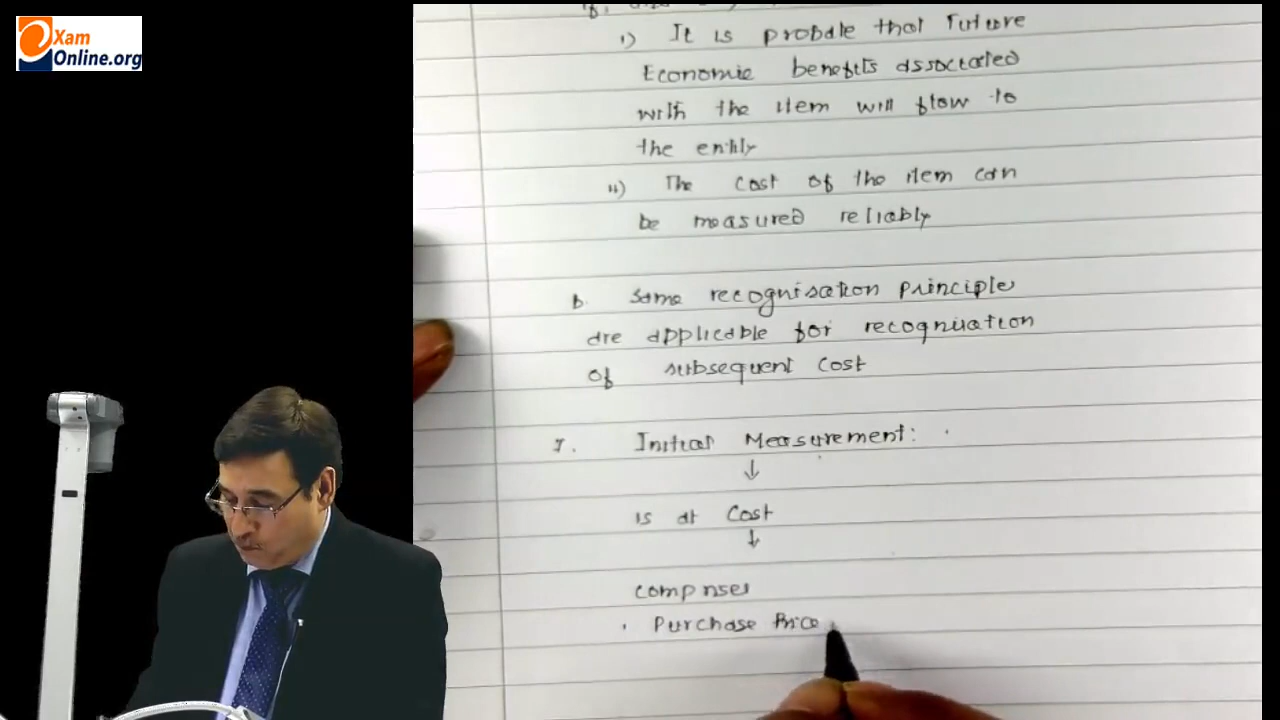 Xam
Online.org
if,
i) It is probale that Future
Economic benefits associated
with the item will flow to
the entity
ii) The cost of the item can
be measured reliably
b. Same recognisation principle
are applicable for recognisation
of subsequent cost
7. Initial Measurement:
↓
is at cost
↓
comprises
. Purchase Price